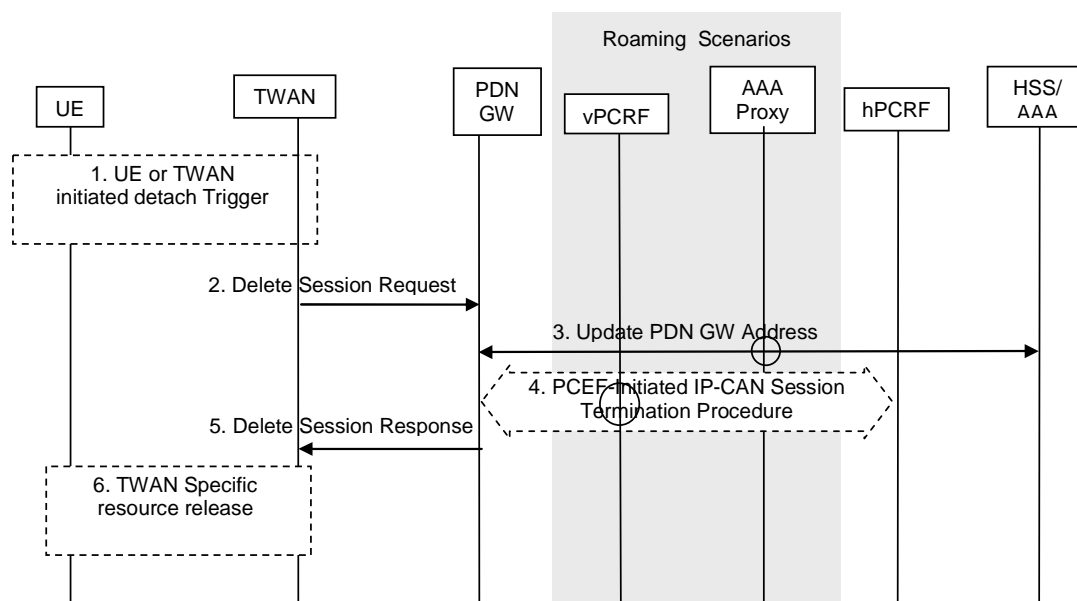 Roaming Scenarios
UE
TWAN
PDN
GW
vPCRF
AAA
Proxy
hPCRF
HSS/
AAA
1. UE or TWAN
initiated detach Trigger
2. Delete Session Request
3. Update PDN GW Address
4. PCEF-Initiated IP-CAN Session
Termination Procedure
5. Delete Session Response
6. TWAN Specific
resource release